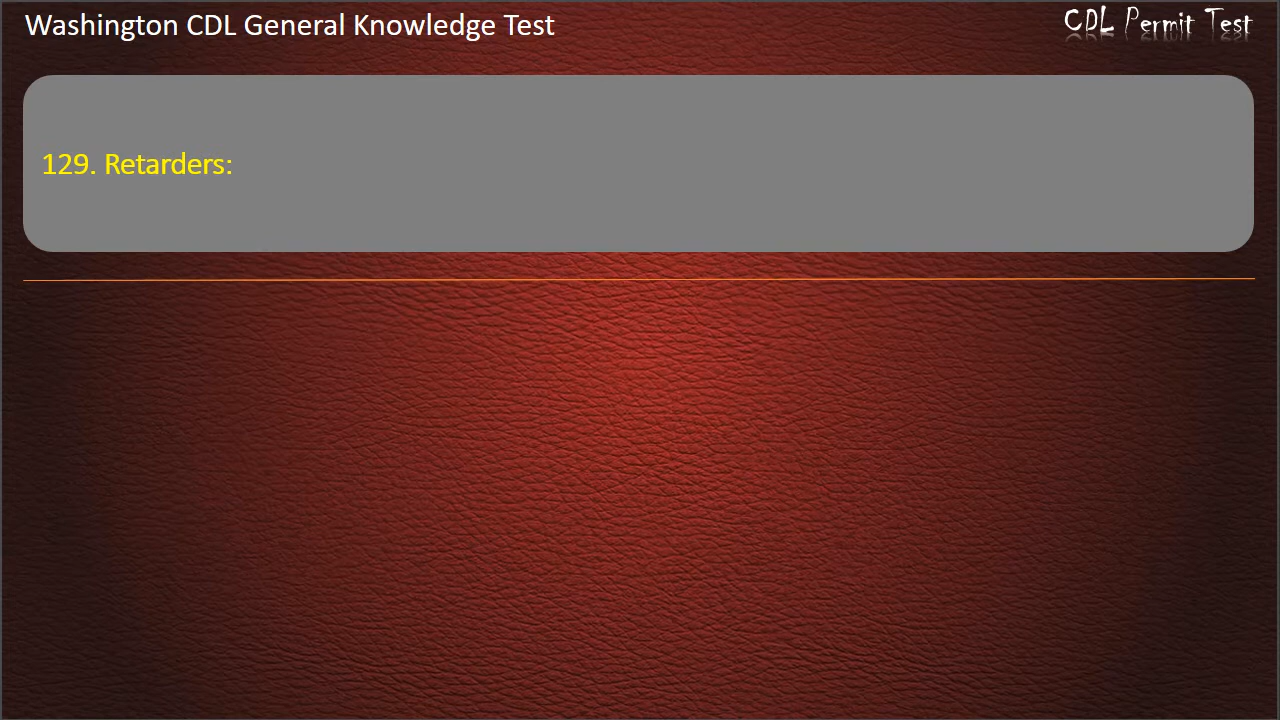 Washington CDL General Knowledge Test
CDL Permit Test
129. Retarders: